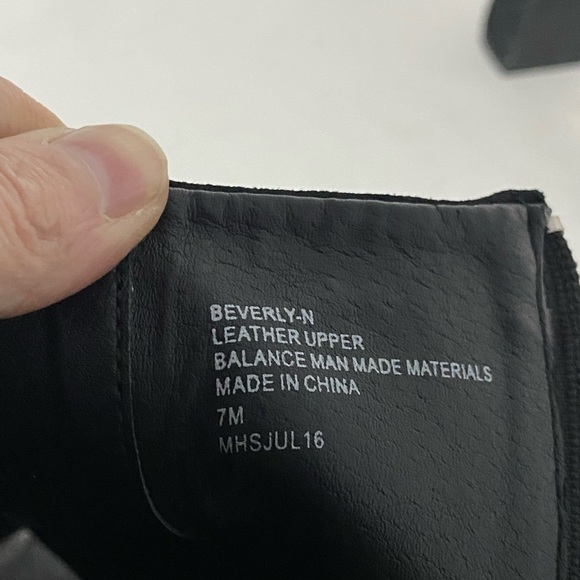 BEVERLY-N
LEATHER UPPER
BALANCE MAN MADE MATERIALS
MADE IN CHINA
7M
MHSJUL16